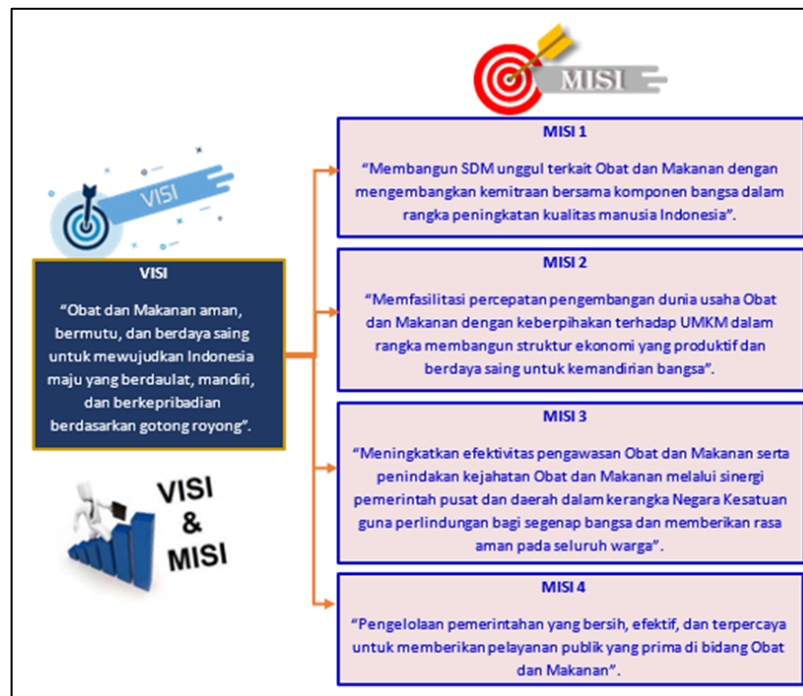 MISI
VISI
VISI
“Obat dan Makanan aman,
bermutu, dan berdaya saing
untuk mewujudkan Indonesia
maju yang berdaulat, mandiri,
dan berkepribadian
berdasarkan gotong royong”.
VISI
&
MISI
MISI 1
“Membangun SDM unggul terkait Obat dan Makanan dengan
mengembangkan kemitraan bersama komponen bangsa dalam
rangka peningkatan kualitas manusia Indonesia”.
MISI 2
“Memfasilitasi percepatan pengembangan dunia usaha Obat
dan Makanan dengan keberpihakan terhadap UMKM dalam
rangka membangun struktur ekonomi yang produktif dan
berdaya saing untuk kemandirian bangsa”.
MISI 3
“Meningkatkan efektivitas pengawasan Obat dan Makanan serta
penindakan kejahatan Obat dan Makanan melalui sinergi
pemerintah pusat dan daerah dalam kerangka Negara Kesatuan
guna perlindungan bagi segenap bangsa dan memberikan rasa
aman pada seluruh warga”.
MISI 4
“Pengelolaan pemerintahan yang bersih, efektif, dan terpercaya
untuk memberikan pelayanan publik yang prima di bidang Obat
dan Makanan”.